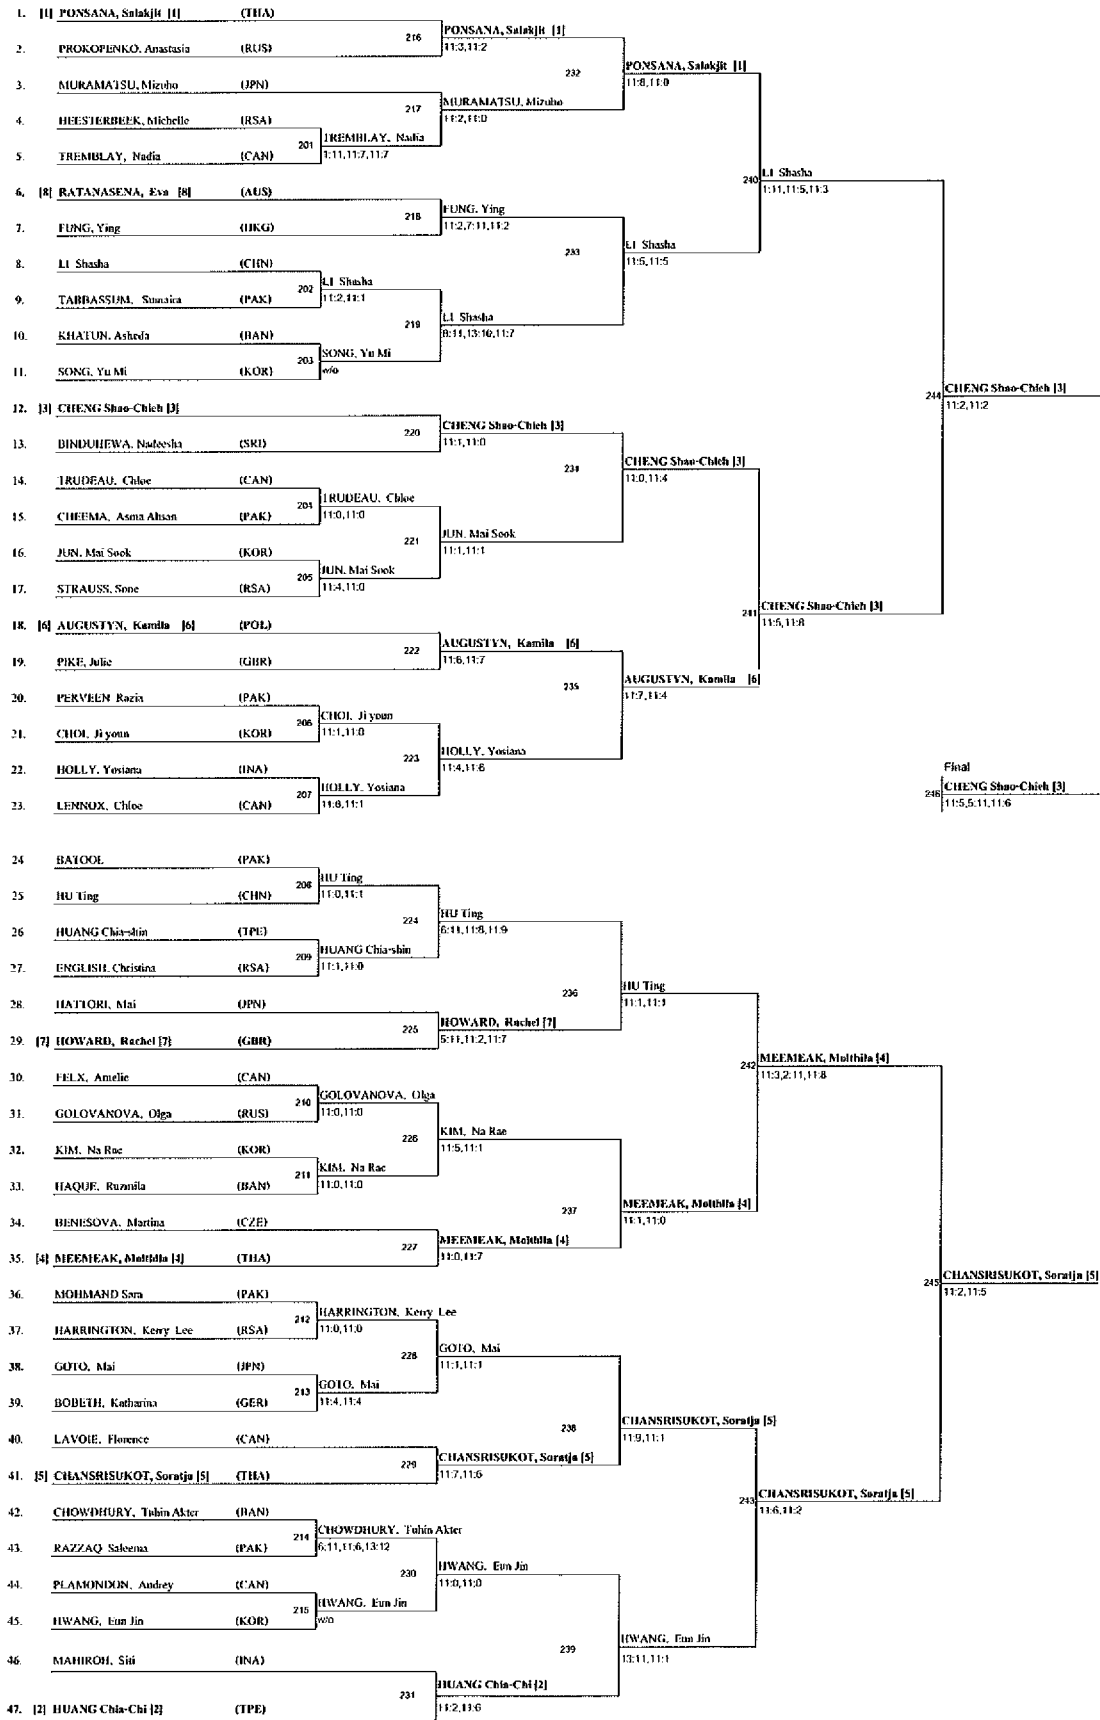 1. [1] PONSANA, Salakjit [1] (THA)
216
PONSANA, Salakjit [1]
11:3,11:2
2. PROKOPENKO, Anastasia (RUS)
232
PONSANA, Salakjit [1]
11:8,11:0
3. MURAMATSU, Mizuho (JPN)
217
MURAMATSU, Mizuho
11:2,11:0
4. HEESTERBEEK, Michelle (RSA)
201
TREMBLAY, Nadia
1:11,11:7,11:7
5. TREMBLAY, Nadia (CAN)
240
LI Shasha
1:11,11:5,11:3
6. [8] RATANASENA, Eva [8] (AUS)
218
FUNG, Ying
11:2,7:11,11:2
7. FUNG, Ying (HKG)
233
LI Shasha
11:5,11:5
8. LI Shasha (CHN)
202
LI Shasha
11:2,11:1
9. TABBASSUM, Sumaira (PAK)
219
LI Shasha
8:11,13:10,11:7
10. KHATUN, Asheda (BAN)
203
SONG, Yu Mi
w/o
11. SONG, Yu Mi (KOR)
244
CHENG Shao-Chieh [3]
11:2,11:2
12. [3] CHENG Shao-Chieh [3]
220
CHENG Shao-Chieh [3]
11:1,11:0
13. BINDUHEWA, Nadeesha (SRI)
234
CHENG Shao-Chieh [3]
11:0,11:4
14. TRUDEAU, Chloe (CAN)
204
TRUDEAU, Chloe
11:0,11:0
15. CHEEMA, Asma Ahsan (PAK)
221
JUN, Mai Sook
11:1,11:1
16. JUN, Mai Sook (KOR)
205
JUN, Mai Sook
11:4,11:0
17. STRAUSS, Sone (RSA)
241
CHENG Shao-Chieh [3]
11:5,11:8
18. [6] AUGUSTYN, Kamila [6] (POL)
222
AUGUSTYN, Kamila [6]
11:6,11:7
19. PIKE, Julie (GBR)
235
AUGUSTYN, Kamila [6]
11:7,11:4
20. PERVEEN Razia (PAK)
206
CHOI, Ji youn
11:1,11:0
21. CHOI, Ji youn (KOR)
223
HOLLY, Yosiana
11:4,11:6
22. HOLLY, Yosiana (INA)
207
HOLLY, Yosiana
11:8,11:1
23. LENNOX, Chloe (CAN)
Final
246
CHENG Shao-Chieh [3]
11:5,5:11,11:6
24 BATOOL (PAK)
208
HU Ting
11:0,11:1
25 HU Ting (CHN)
224
HU Ting
6:11,11:8,11:9
26 HUANG Chia-shin (TPE)
209
HUANG Chia-shin
11:1,11:0
27. ENGLISH, Christina (RSA)
236
HU Ting
11:1,11:1
28. HATTORI, Mai (JPN)
225
HOWARD, Rachel [7]
5:11,11:2,11:7
29. [7] HOWARD, Rachel [7] (GBR)
242
MEEMEAK, Molthila [4]
11:3,2:11,11:8
30. FELX, Amelie (CAN)
210
GOLOVANOVA, Olga
11:0,11:0
31. GOLOVANOVA, Olga (RUS)
226
KIM, Na Rae
11:5,11:1
32. KIM, Na Rae (KOR)
211
KIM, Na Rae
11:0,11:0
33. HAQUE, Ruzmila (BAN)
237
MEEMEAK, Molthila [4]
11:1,11:0
34. BENESOVA, Martina (CZE)
227
MEEMEAK, Molthila [4]
11:0,11:7
35. [4] MEEMEAK, Molthila [4] (THA)
245
CHANSRISUKOT, Soratja [5]
11:2,11:5
36. MOHMAND Sara (PAK)
212
HARRINGTON, Kerry Lee
11:0,11:0
37. HARRINGTON, Kerry Lee (RSA)
228
GOTO, Mai
11:1,11:1
38. GOTO, Mai (JPN)
213
GOTO, Mai
11:4,11:4
39. BOBETH, Katharina (GER)
238
CHANSRISUKOT, Soratja [5]
11:9,11:1
40. LAVOIE, Florence (CAN)
229
CHANSRISUKOT, Soratja [5]
11:7,11:6
41. [5] CHANSRISUKOT, Soratja [5] (THA)
243
CHANSRISUKOT, Soratja [5]
11:6,11:2
42. CHOWDHURY, Tuhin Akter (BAN)
214
CHOWDHURY, Tuhin Akter
6:11,11:6,13:12
43. RAZZAQ Saleema (PAK)
230
HWANG, Eun Jin
11:0,11:0
44. PLAMONDON, Audrey (CAN)
215
HWANG, Eun Jin
w/o
45. HWANG, Eun Jin (KOR)
239
HWANG, Eun Jin
13:11,11:1
46. MAHIROH, Siti (INA)
231
HUANG Chia-Chi [2]
11:2,11:6
47. [2] HUANG Chia-Chi [2] (TPE)